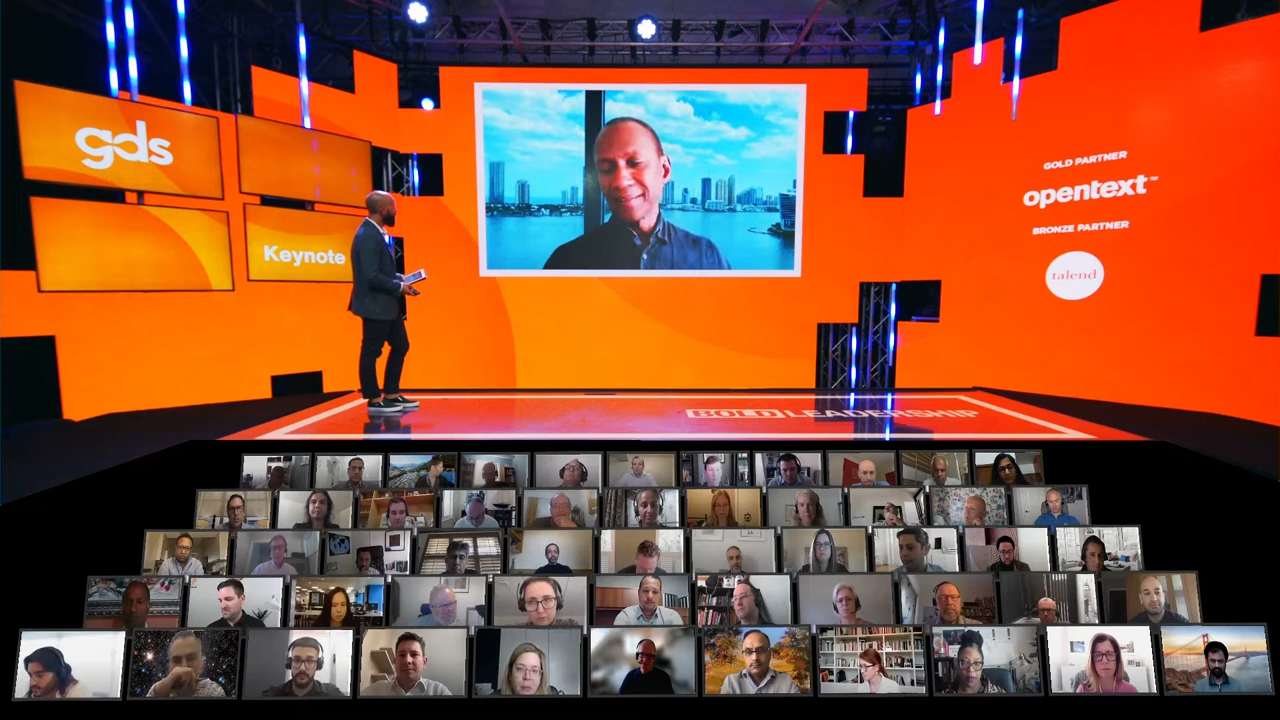 gds
Keynote
GOLD PARTNER
opentext™
BRONZE PARTNER
talend
BOLD LEADERSHIP